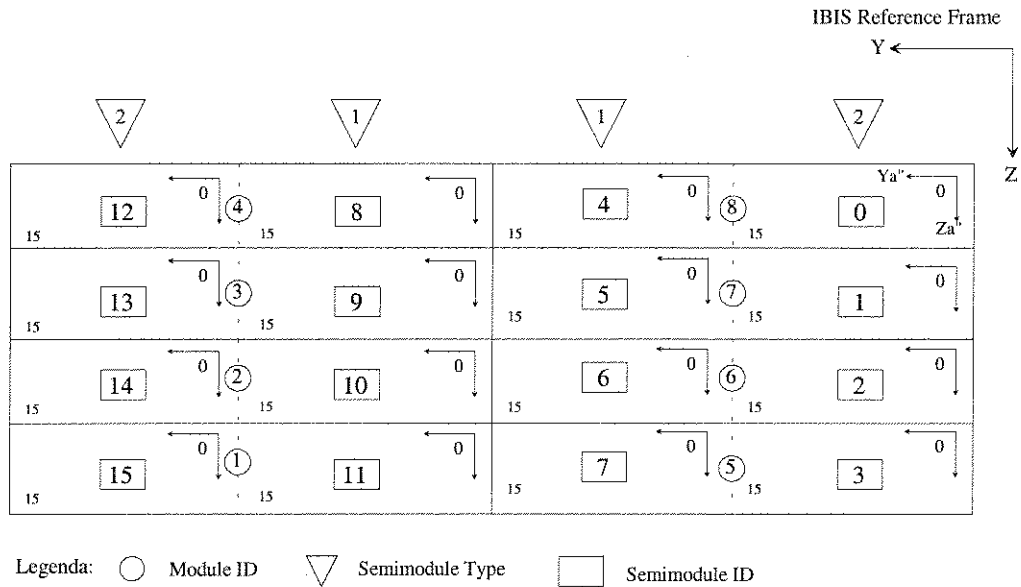 IBIS Reference Frame
Y
2 1 1 2
Z
12 0 4 8 0 4 0 8 Ya" 0 0
15 15 15 15 Za"
13 0 3 9 0 5 0 7 1 0
15 15 15 15
14 0 2 10 0 6 0 6 2 0
15 15 15 15
15 0 1 11 0 7 0 5 3 0
15 15 15 15
Legenda: Module ID Semimodule Type Semimodule ID